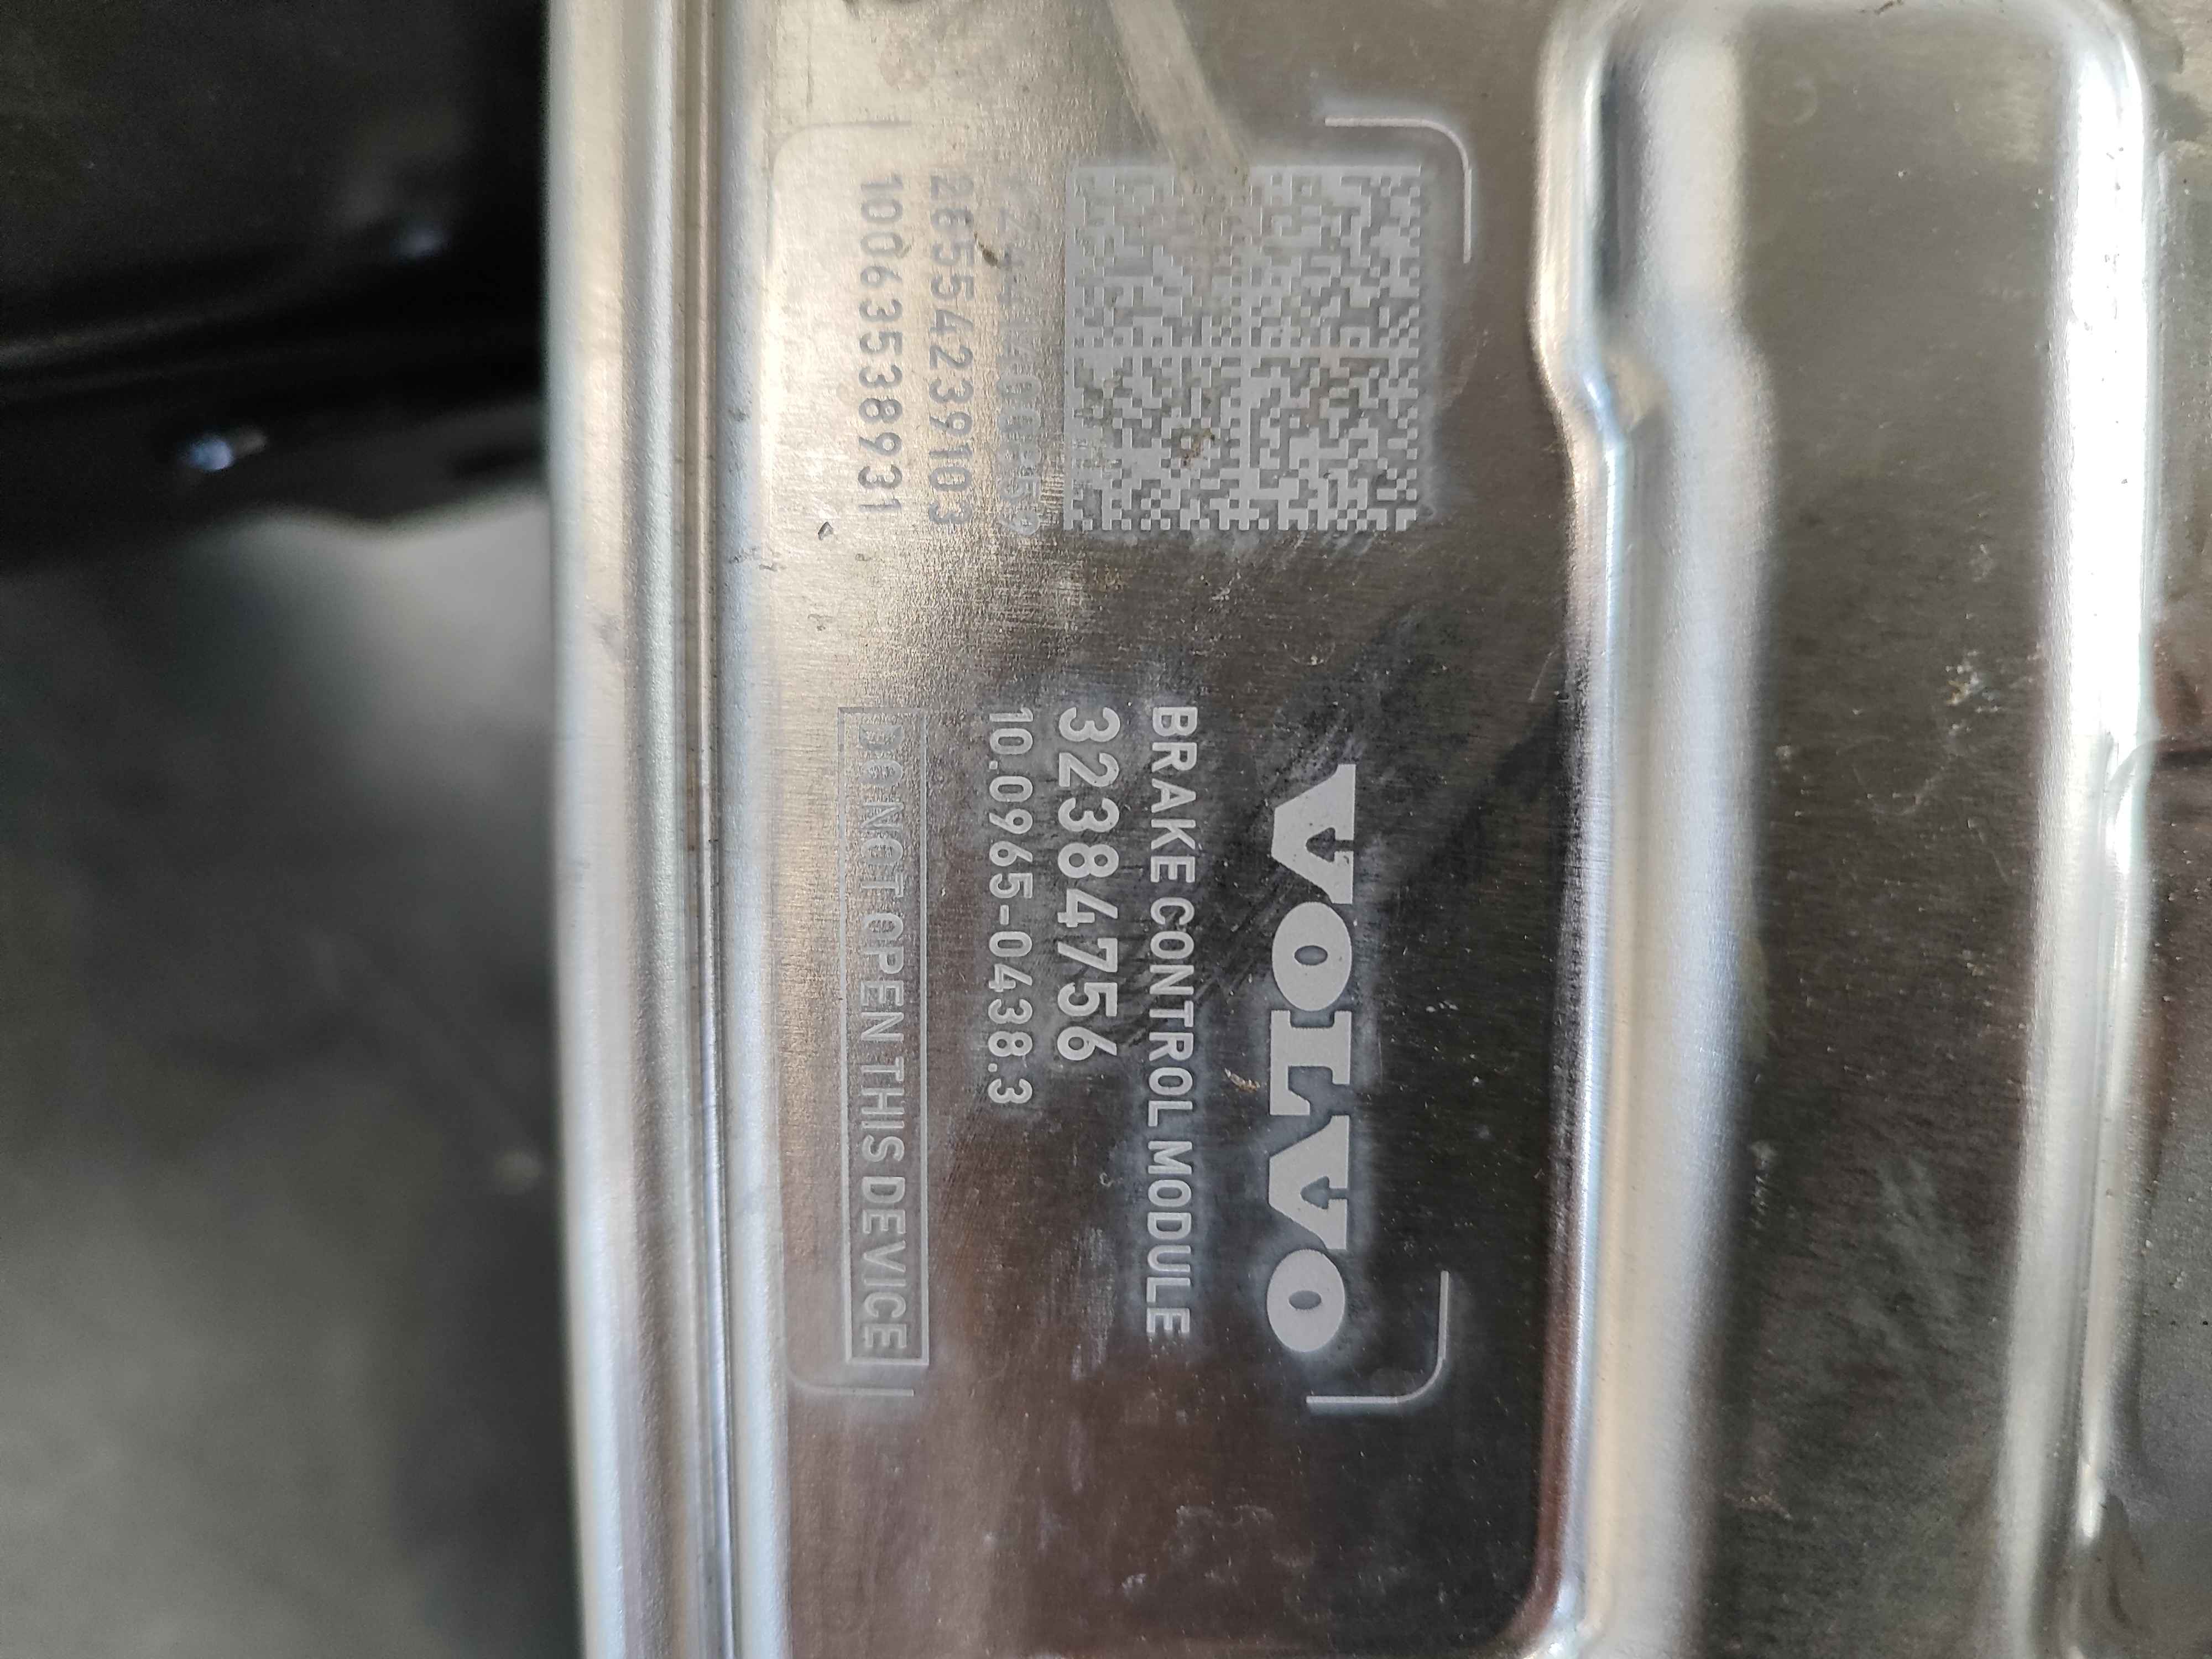 VOLVO
BRAKE CONTROL MODULE
32384756
10.0965-0438.3
DO NOT OPEN THIS DEVICE
26554239103
10063538931